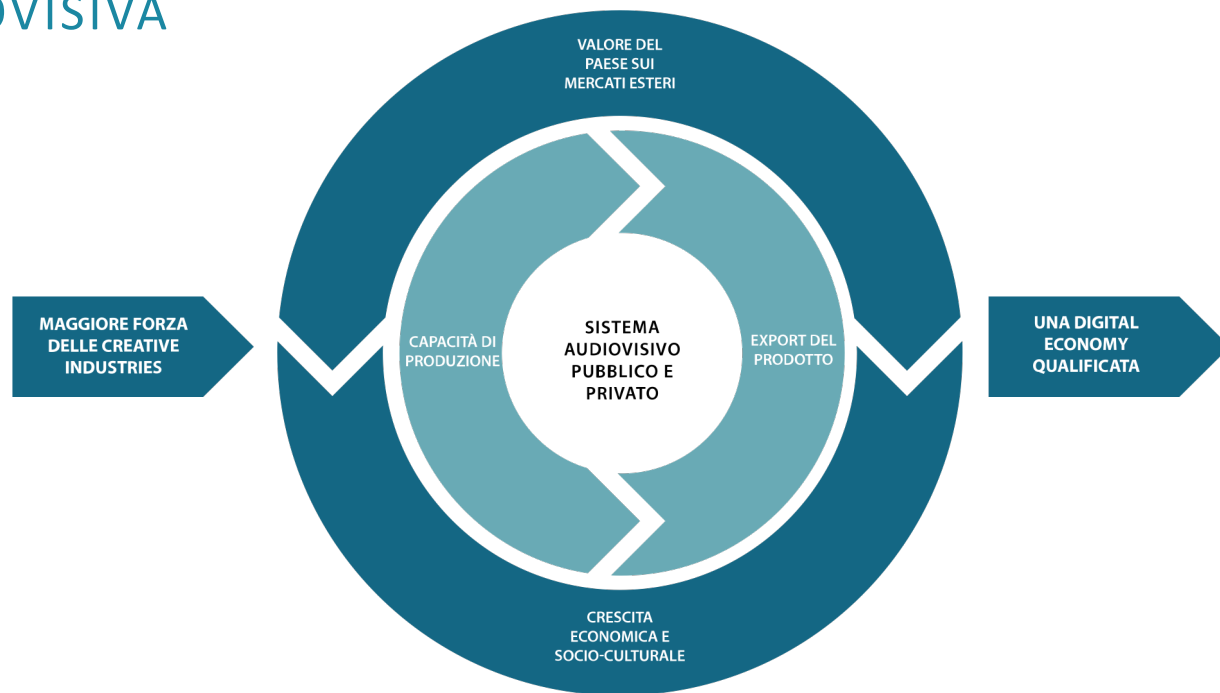 OVISIVA
VALORE DEL
PAESE SUI
MERCATI ESTERI
MAGGIORE FORZA
DELLE CREATIVE
INDUSTRIES
CAPACITÀ DI
PRODUZIONE
SISTEMA
AUDIOVISIVO
PUBBLICO E
PRIVATO
EXPORT DEL
PRODOTTO
UNA DIGITAL
ECONOMY
QUALIFICATA
CRESCITA
ECONOMICA E
SOCIO-CULTURALE